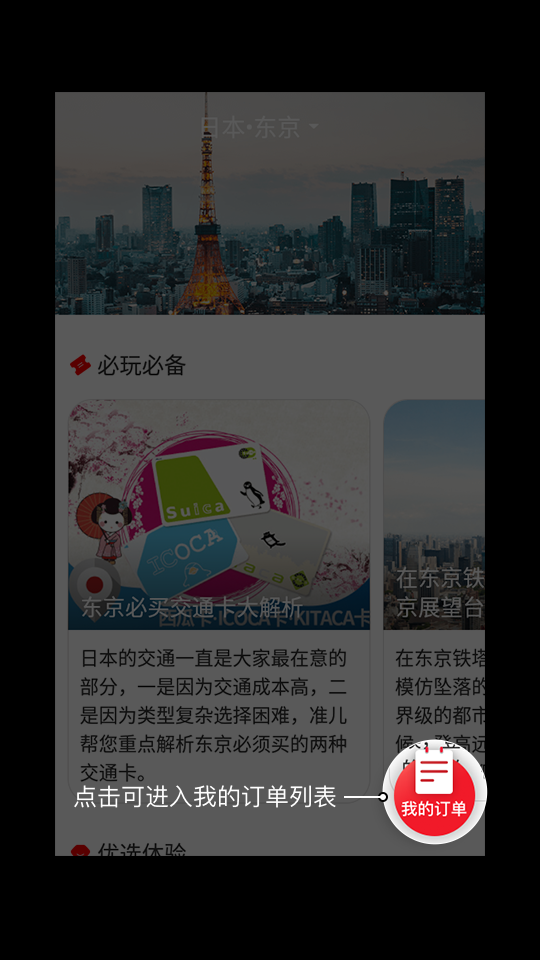 日本•东京
必玩必备
Suica
ICOCA
东京必买交通卡大解析
西瓜卡 ICOCA卡 KITACA卡
在东京铁
京展望台
日本的交通一直是大家最在意的
部分，一是因为交通成本高，二
是因为类型复杂选择困难，准儿
帮您重点解析东京必须买的两种
交通卡。
在东京铁塔
模仿坠落的
界级的都市
候，登高远
点击可进入我的订单列表
我的订单
优选体验